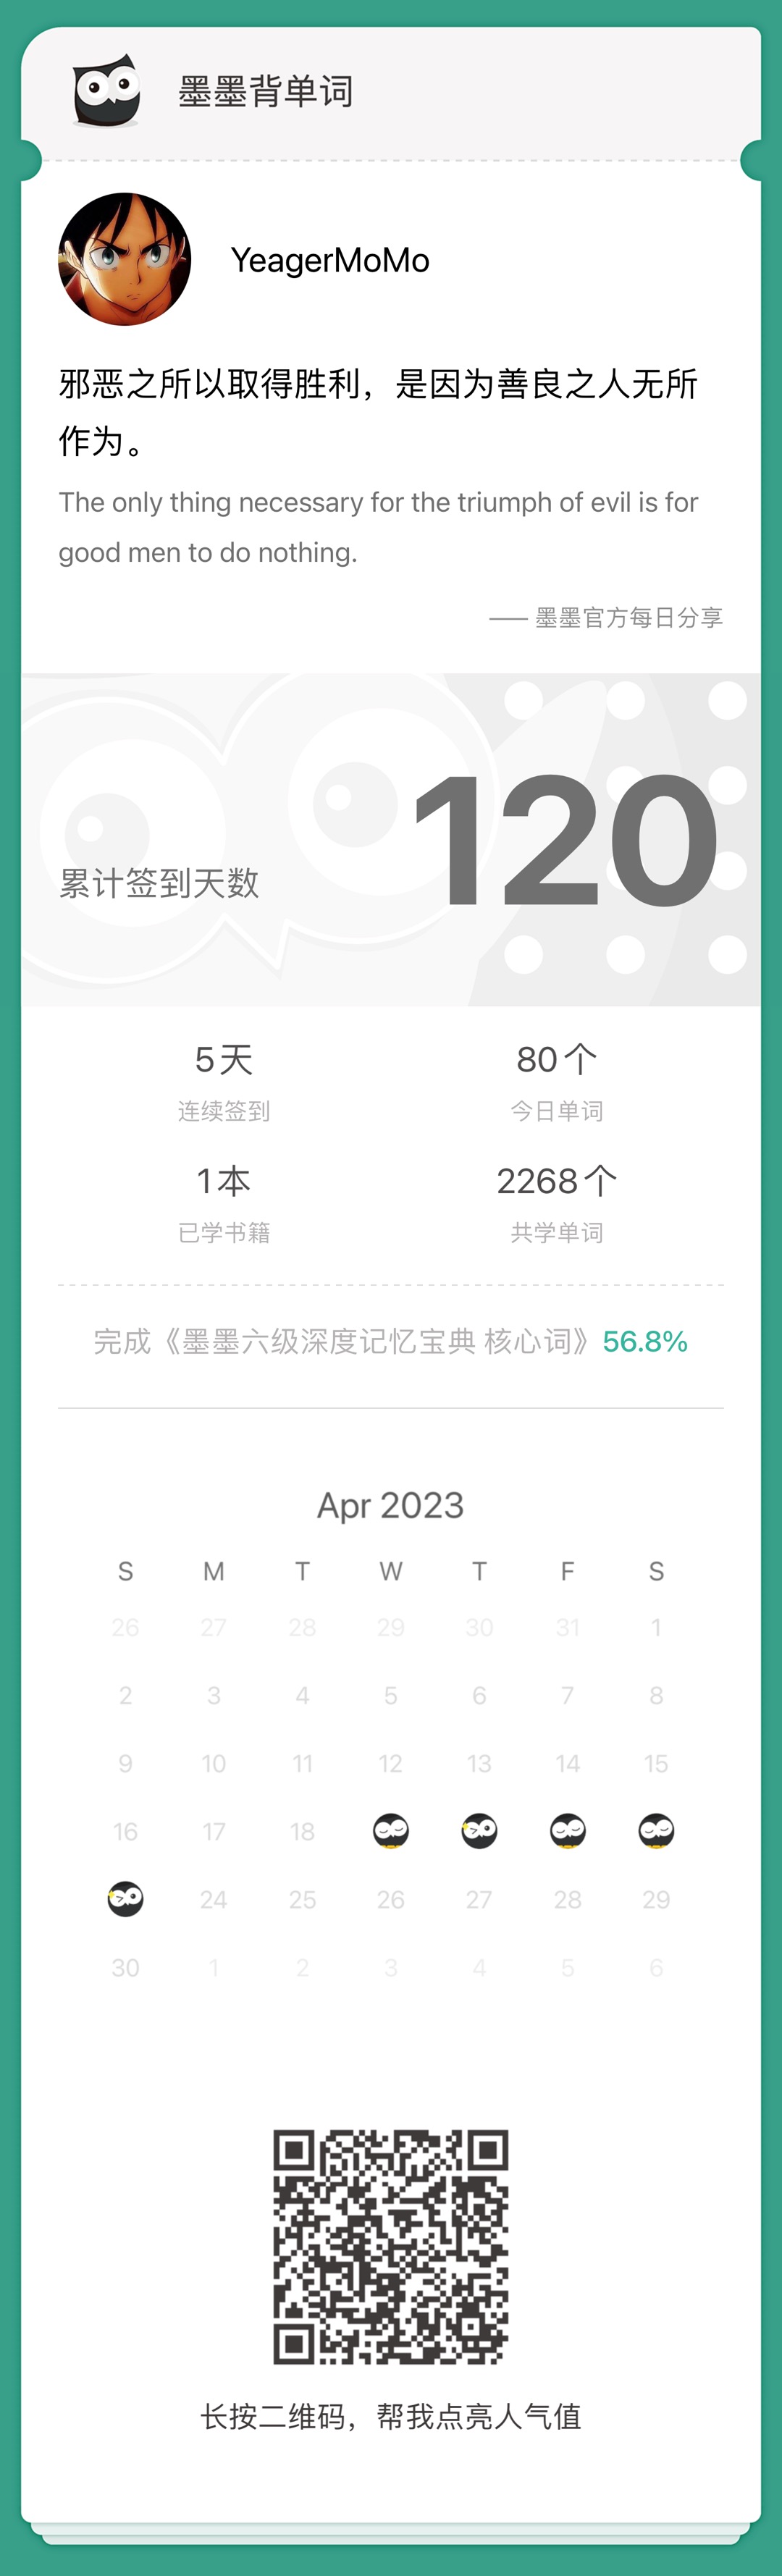 墨墨背单词
YeagerMoMo
邪恶之所以取得胜利，是因为善良之人无所
作为。
The only thing necessary for the triumph of evil is for
good men to do nothing.
—— 墨墨官方每日分享
累计签到天数 120
5天 80个
连续签到 今日单词
1本 2268个
已学书籍 共学单词
完成《墨墨六级深度记忆宝典 核心词》56.8%
Apr 2023
S M T W T F S
26 27 28 29 30 31 1
2 3 4 5 6 7 8
9 10 11 12 13 14 15
16 17 18
24 25 26 27 28 29
30 1 2 3 4 5 6
长按二维码，帮我点亮人气值